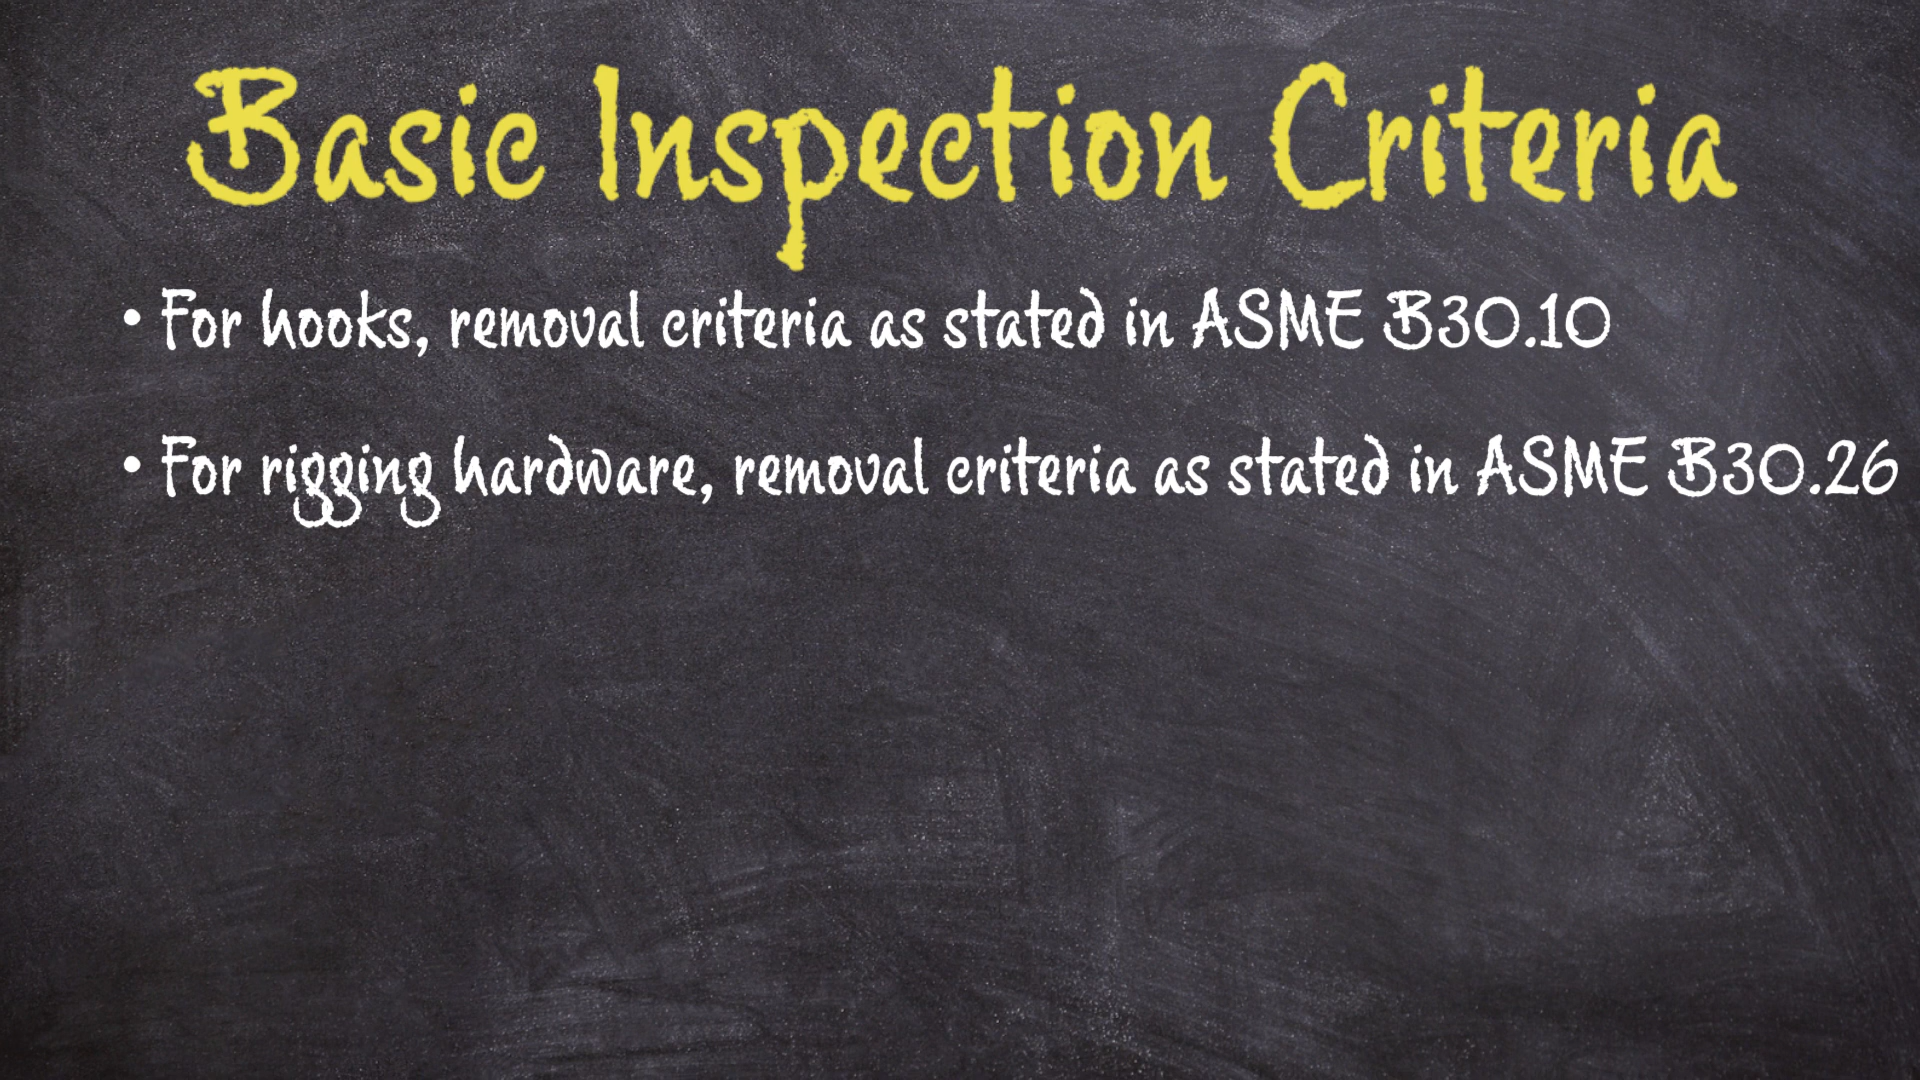 Basic Inspection Criteria
• For hooks, removal criteria as stated in ASME B30.10
• For rigging hardware, removal criteria as stated in ASME B30.26